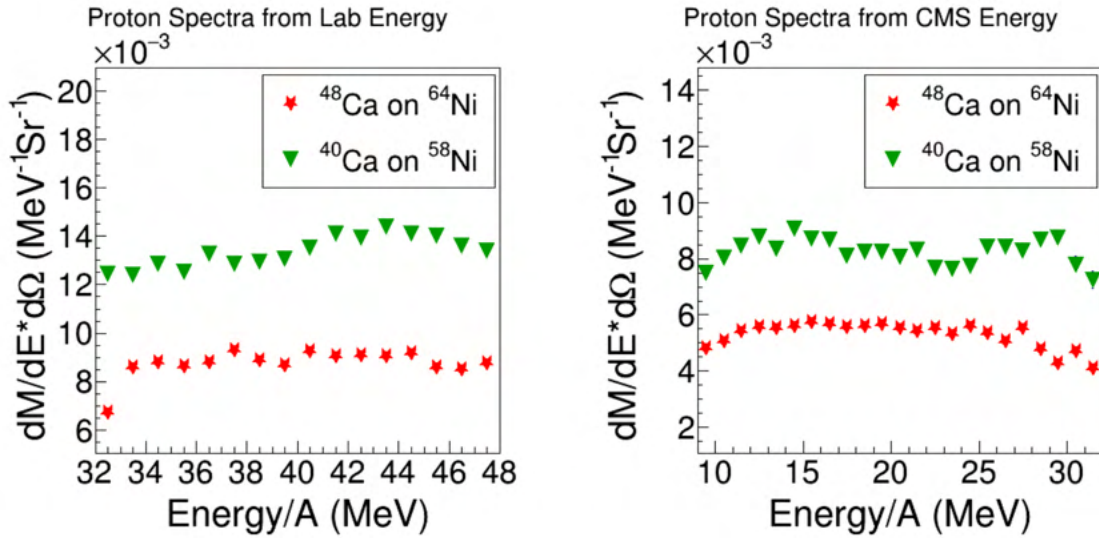 Proton Spectra from Lab Energy
×10⁻³
dM/dE*dΩ (MeV⁻¹Sr⁻¹)
20
18
16
14
12
10
8
6
⁴⁸Ca on ⁶⁴Ni
⁴⁰Ca on ⁵⁸Ni
32 34 36 38 40 42 44 46 48
Energy/A (MeV)
Proton Spectra from CMS Energy
×10⁻³
dM/dE*dΩ (MeV⁻¹Sr⁻¹)
14
12
10
8
6
4
2
⁴⁸Ca on ⁶⁴Ni
⁴⁰Ca on ⁵⁸Ni
10 15 20 25 30
Energy/A (MeV)